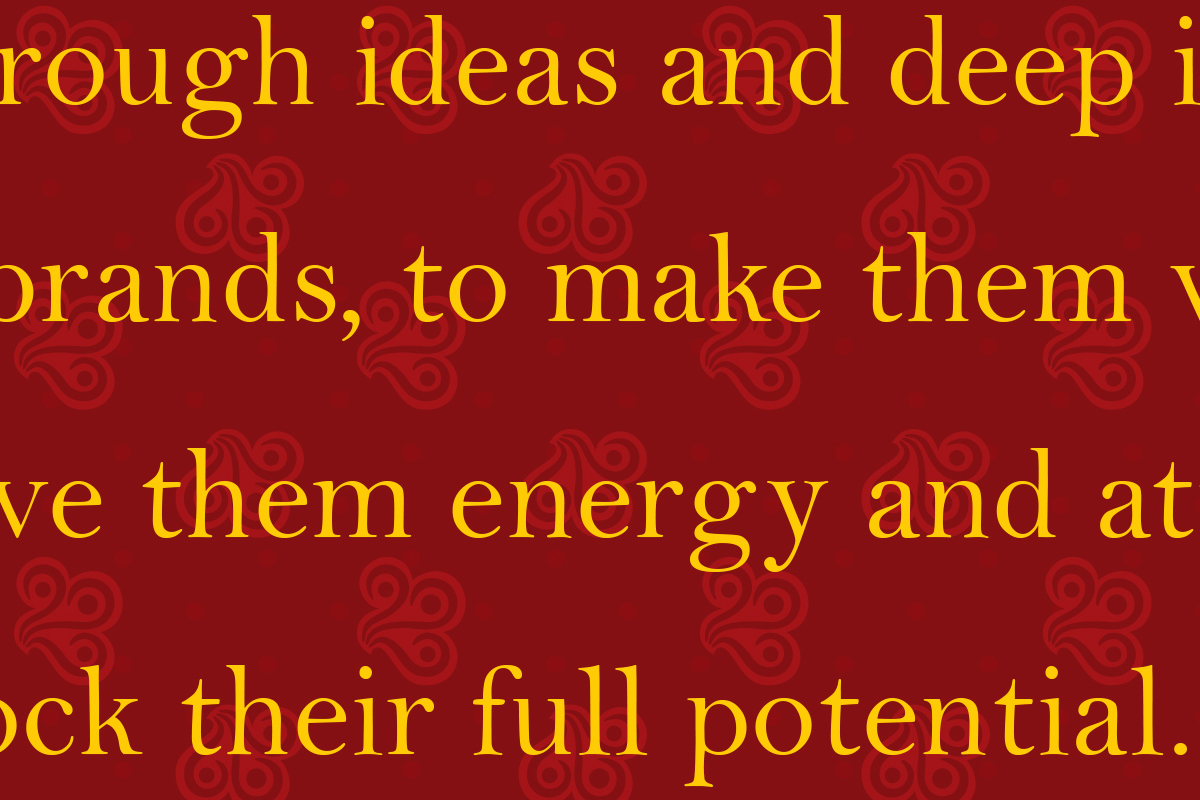 rough ideas and deep i
brands, to make them v
ve them energy and at
ock their full potential.